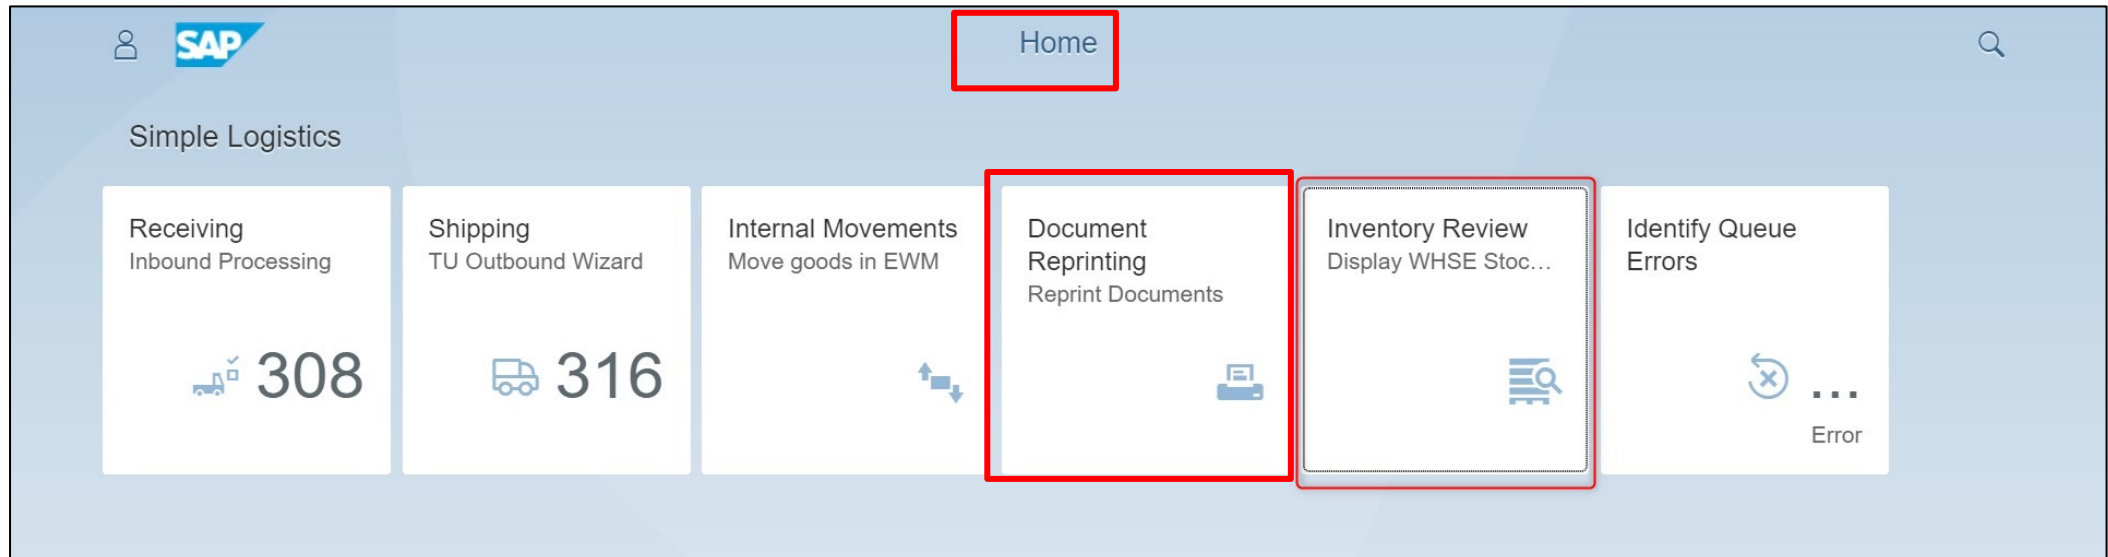 SAP
Home
Simple Logistics
Receiving
Inbound Processing
308
Shipping
TU Outbound Wizard
316
Internal Movements
Move goods in EWM
Document
Reprinting
Reprint Documents
Inventory Review
Display WHSE Stoc...
Identify Queue
Errors
...
Error